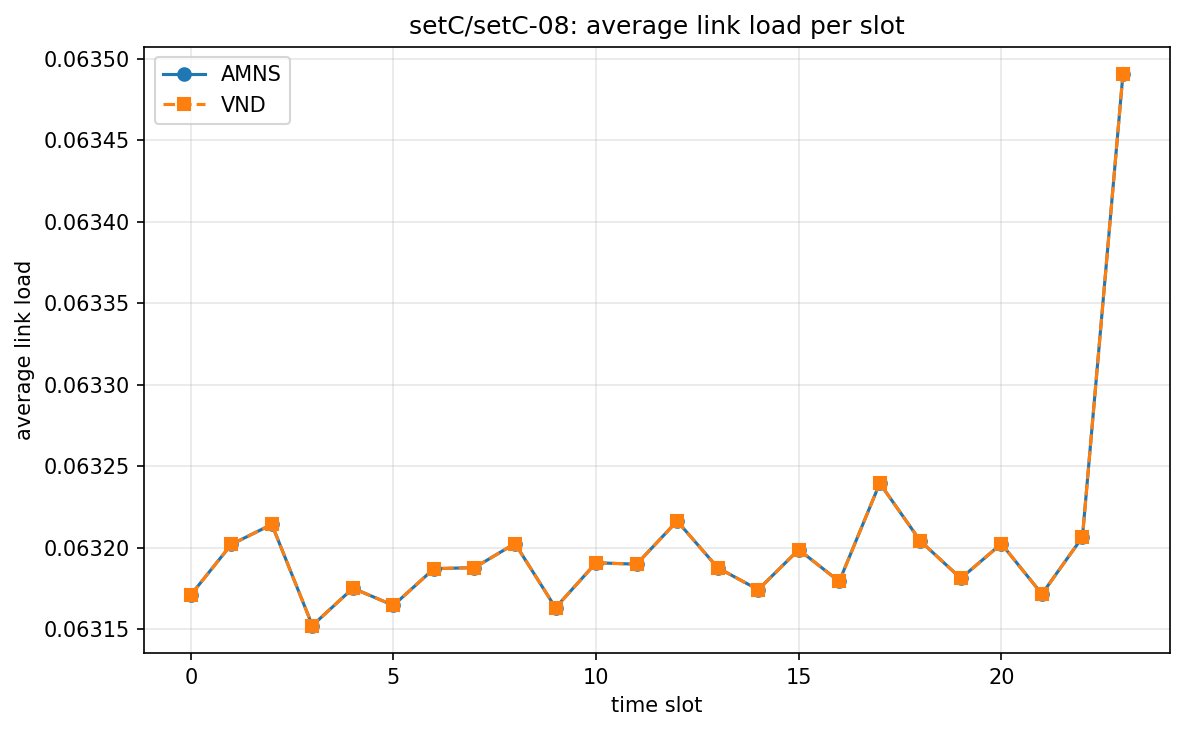 setC/setC-08: average link load per slot
AMNS
VND
average link load
0.06350
0.06345
0.06340
0.06335
0.06330
0.06325
0.06320
0.06315
0 5 10 15 20
time slot